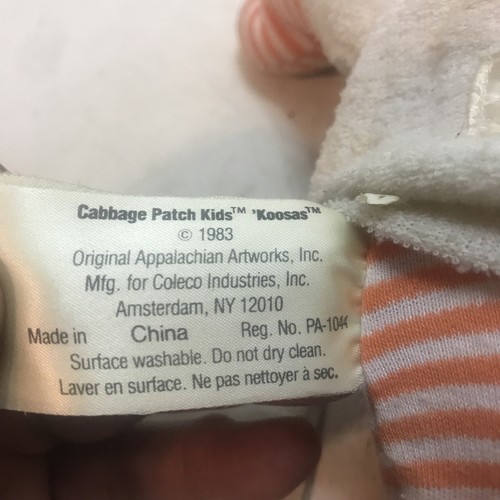 Cabbage Patch Kids™ 'Koosas™
© 1983
Original Appalachian Artworks, Inc.
Mfg. for Coleco Industries, Inc.
Amsterdam, NY 12010
Made in China Reg. No. PA-1044
Surface washable. Do not dry clean.
Laver en surface. Ne pas nettoyer à sec.